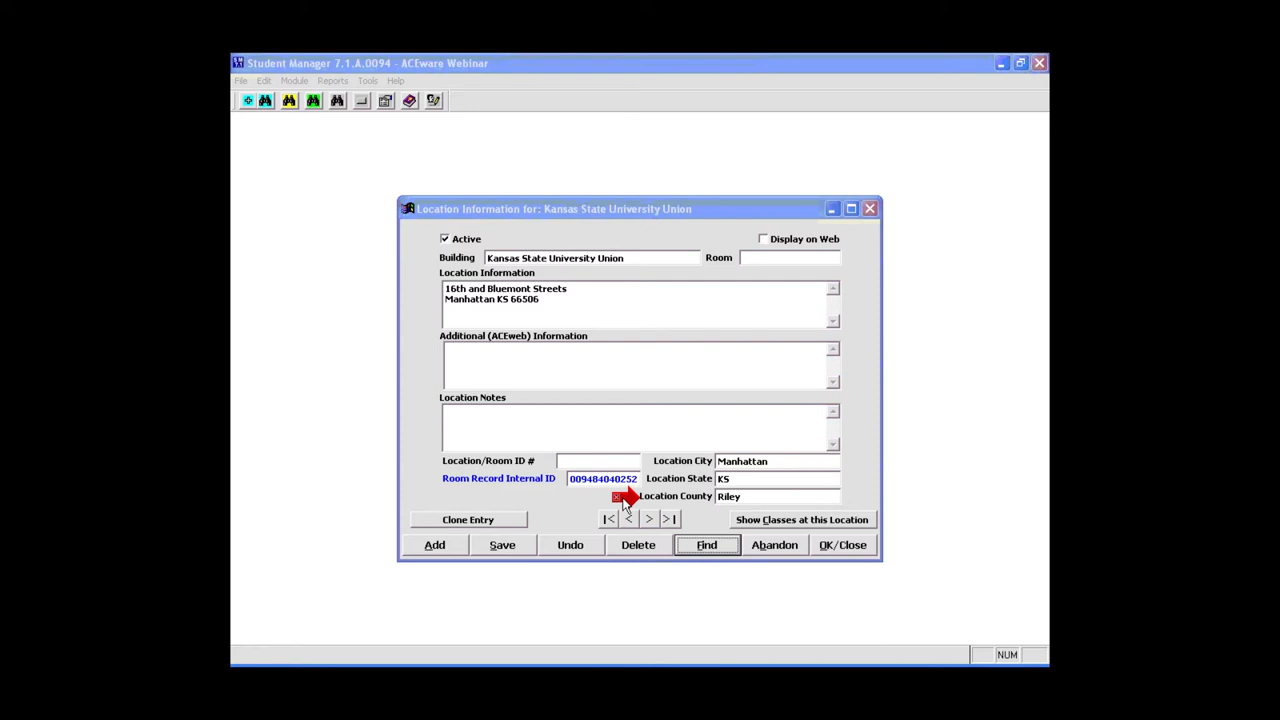 Student Manager 7.1.A.0094 - ACEware Webinar
File Edit Module Reports Tools Help
Location Information for: Kansas State University Union
Active Display on Web
Building Kansas State University Union Room
Location Information
16th and Bluemont Streets
Manhattan KS 66506
Additional (ACEweb) Information
Location Notes
Location/Room ID # Location City Manhattan
Room Record Internal ID 009484040252 Location State KS
Location County Riley
Clone Entry |< < > >| Show Classes at this Location
Add Save Undo Delete Find Abandon OK/Close
NUM